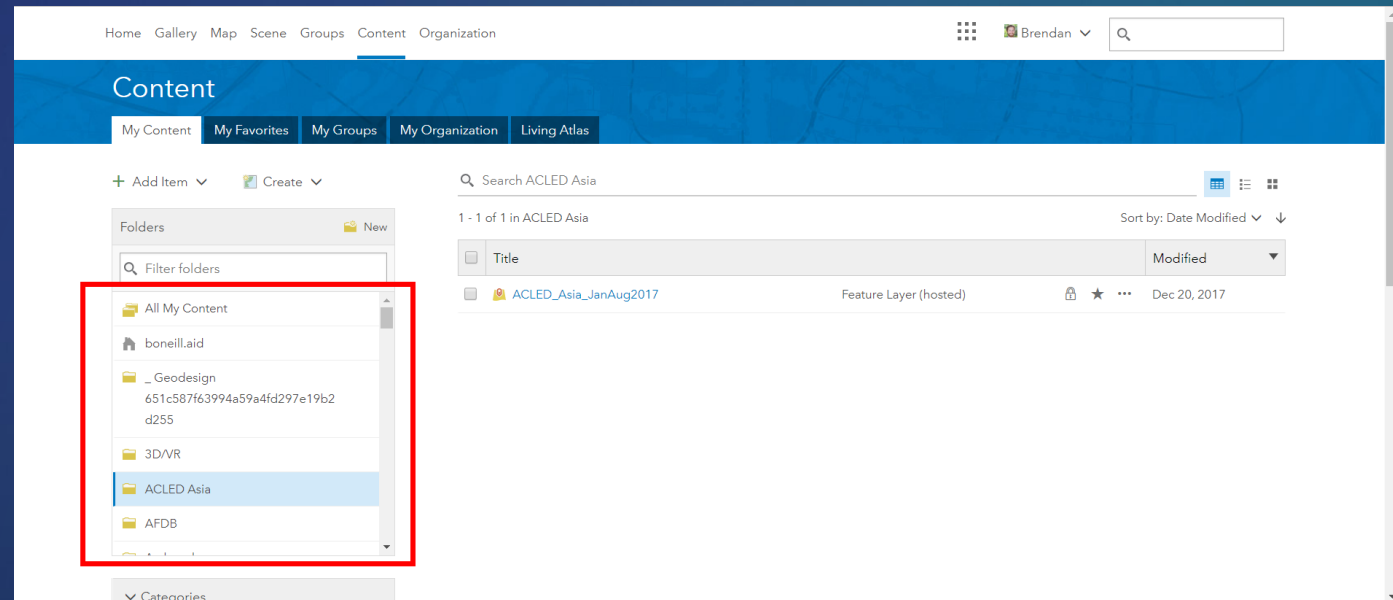 Home Gallery Map Scene Groups Content Organization
Brendan
Content
My Content My Favorites My Groups My Organization Living Atlas
+ Add Item Create
Search ACLED Asia
Folders New
1 - 1 of 1 in ACLED Asia Sort by: Date Modified
Filter folders
Title Modified
All My Content
ACLED_Asia_JanAug2017 Feature Layer (hosted) Dec 20, 2017
boneill.aid
_ Geodesign
651c587f63994a59a4fd297e19b2
d255
3D/VR
ACLED Asia
AFDB
Categories